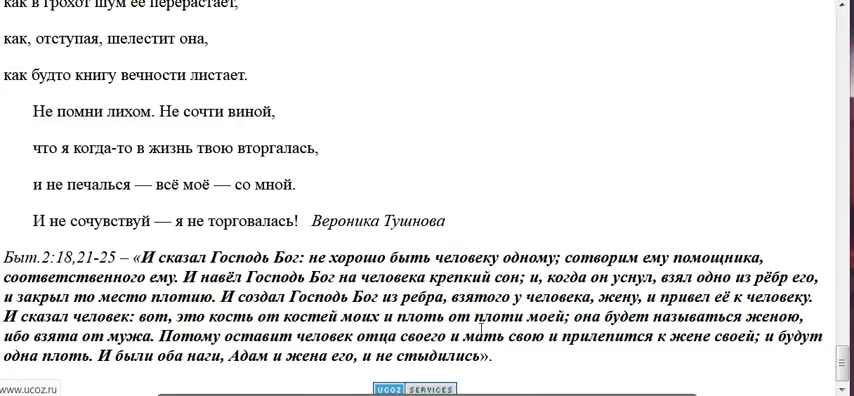 как в грохот шум её перерастает,
как, отступая, шелестит она,
как будто книгу вечности листает.
Не помни лихом. Не сочти виной,
что я когда-то в жизнь твою вторгалась,
и не печалься — всё моё — со мной.
И не сочувствуй — я не торговалась! Вероника Тушнова
Быт.2:18,21-25 – «И сказал Господь Бог: не хорошо быть человеку одному; сотворим ему помощника,
соответственного ему. И навёл Господь Бог на человека крепкий сон; и, когда он уснул, взял одно из рёбр его,
и закрыл то место плотию. И создал Господь Бог из ребра, взятого у человека, жену, и привел её к человеку.
И сказал человек: вот, это кость от костей моих и плоть от плоти моей; она будет называться женою,
ибо взята от мужа. Потому оставит человек отца своего и мать свою и прилепится к жене своей; и будут
одна плоть. И были оба наги, Адам и жена его, и не стыдились».
www.ucoz.ru
UCOZ SERVICES